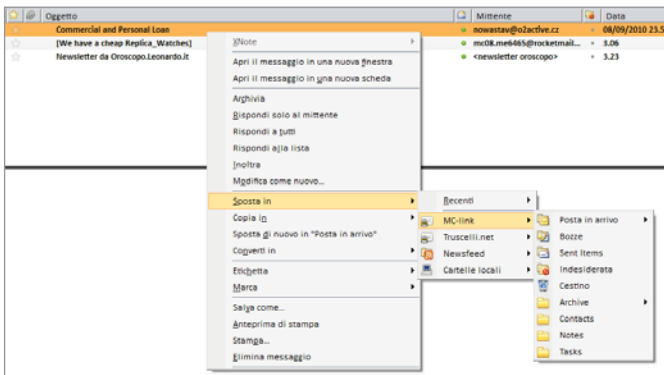 Oggetto Mittente Data
Commercial and Personal Loan nowastav@o2active.cz 08/09/2010 23.5
[We have a cheap Replica_Watches] mc08.me6465@rocketmail... 3.06
Newsletter da Oroscopo.Leonardo.it <newsletter oroscopo> 3.23
XNote
Apri il messaggio in una nuova finestra
Apri il messaggio in una nuova scheda
Archivia
Rispondi solo al mittente
Rispondi a tutti
Rispondi alla lista
Inoltra
Modifica come nuovo...
Sposta in
Copia in
Sposta di nuovo in "Posta in arrivo"
Converti in
Etichetta
Marca
Salva come...
Anteprima di stampa
Stampa...
Elimina messaggio
Recenti
MC-link
Truscelli.net
Newsfeed
Cartelle locali
Posta in arrivo
Bozze
Sent Items
Indesiderata
Cestino
Archive
Contacts
Notes
Tasks